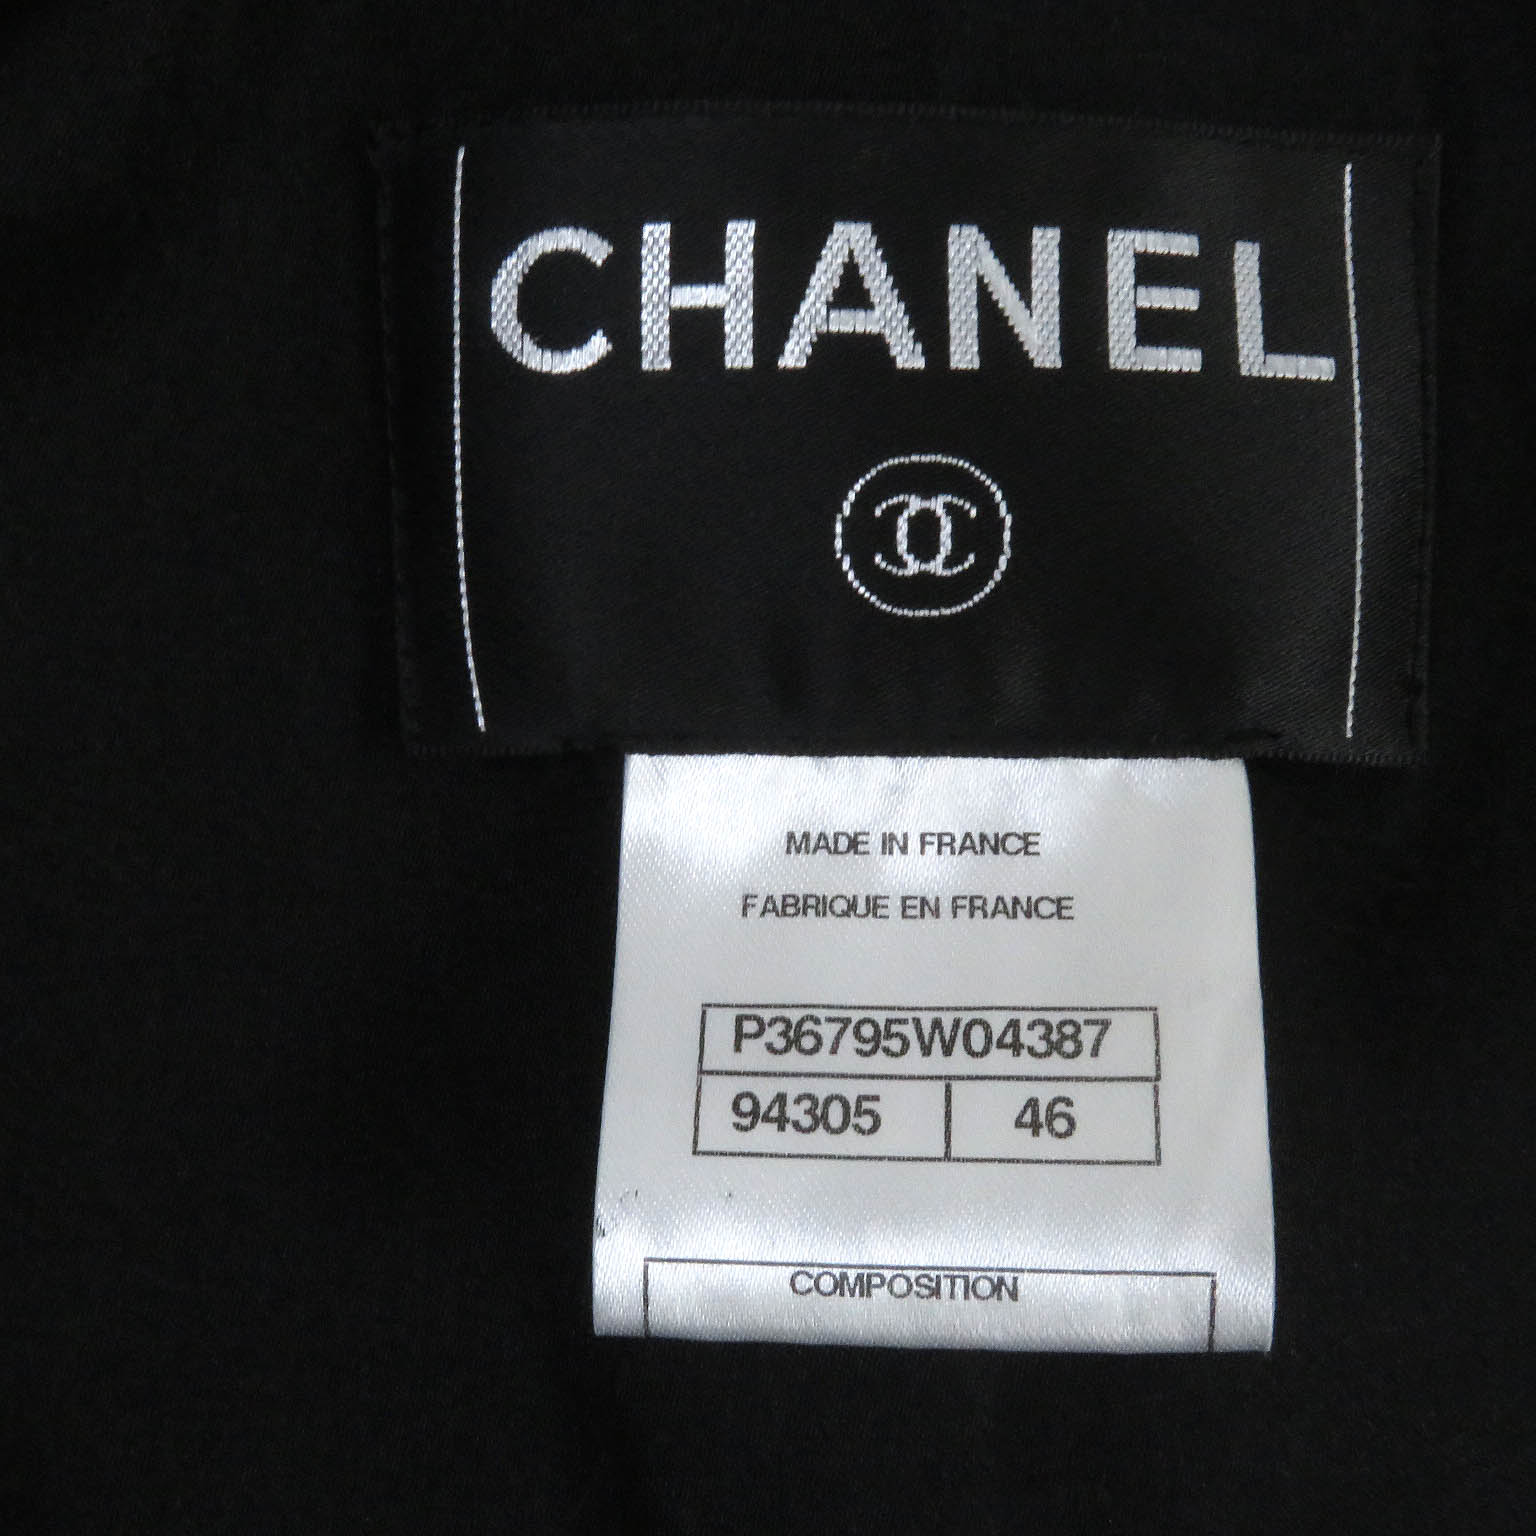 CHANEL
MADE IN FRANCE
FABRIQUE EN FRANCE
P36795W04387
94305 46
COMPOSITION